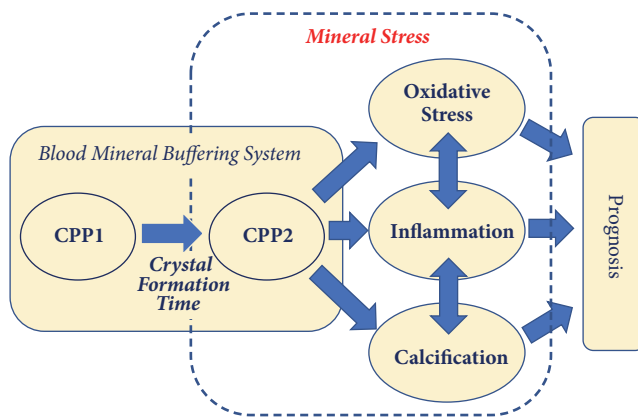 Mineral Stress
Oxidative
Stress
Blood Mineral Buffering System
CPP1
CPP2
Inflammation
Crystal
Formation
Time
Calcification
Prognosis